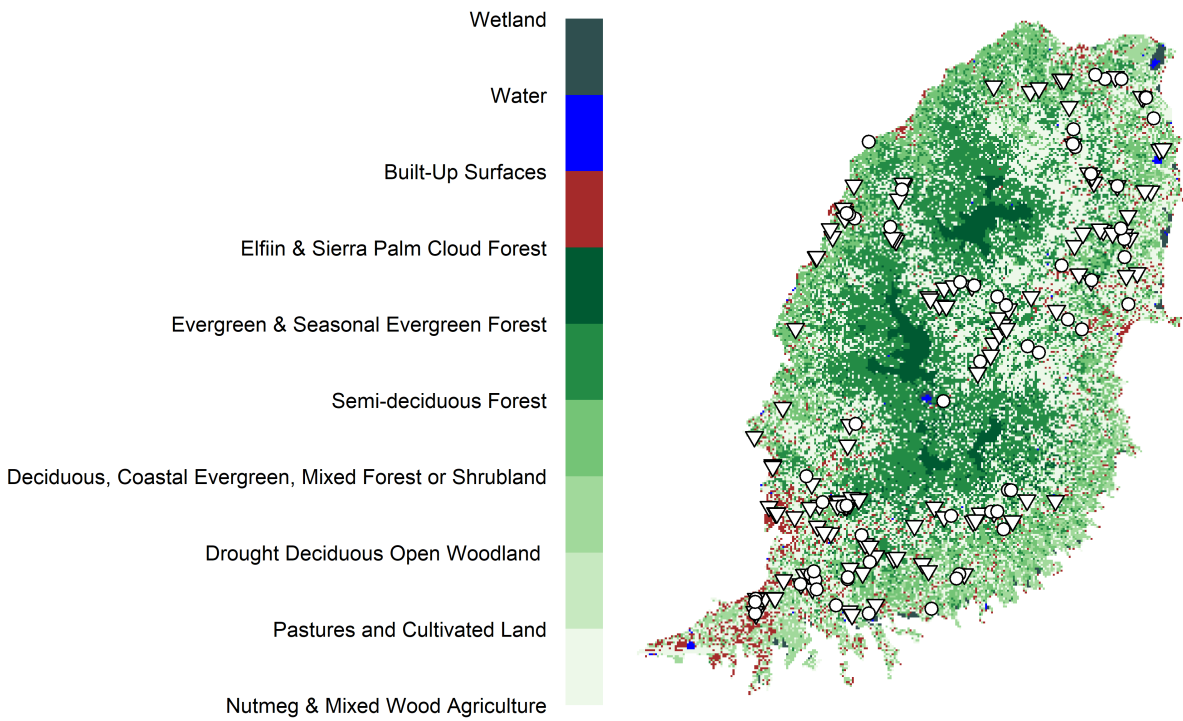 Wetland
Water
Built-Up Surfaces
Elfiin & Sierra Palm Cloud Forest
Evergreen & Seasonal Evergreen Forest
Semi-deciduous Forest
Deciduous, Coastal Evergreen, Mixed Forest or Shrubland
Drought Deciduous Open Woodland
Pastures and Cultivated Land
Nutmeg & Mixed Wood Agriculture